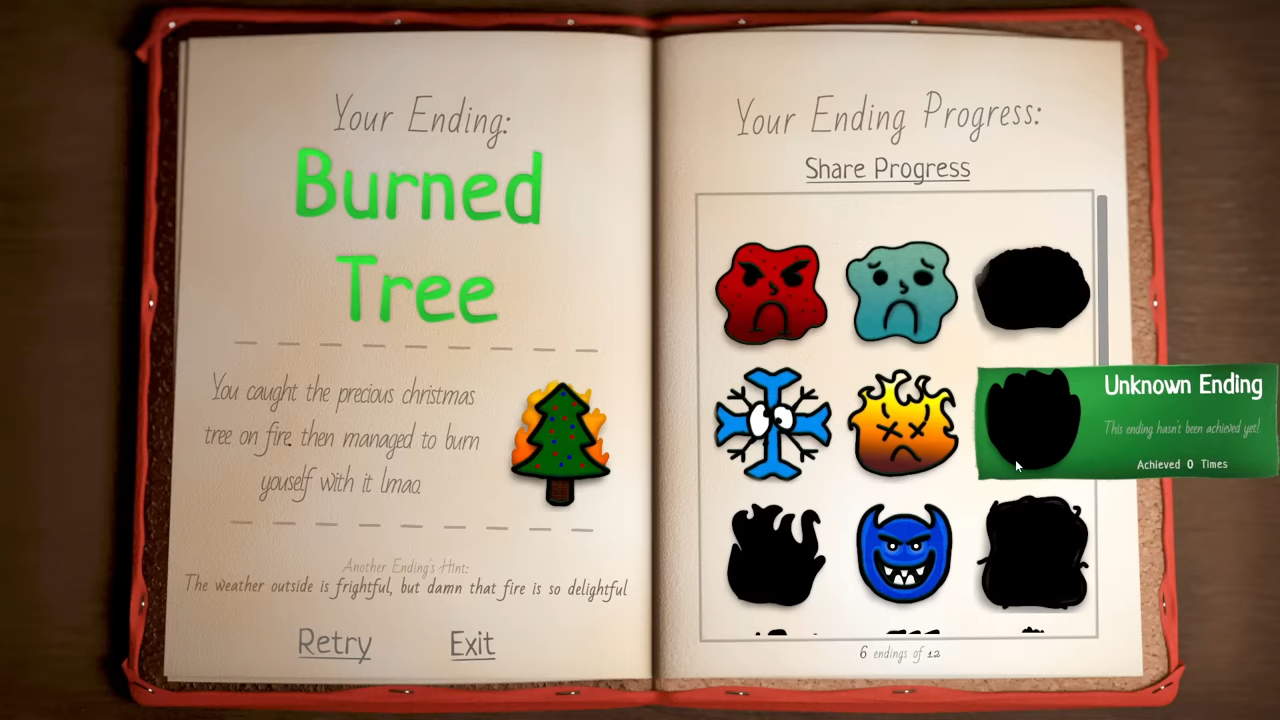 Your Ending:
Burned
Tree
You caught the precious christmas
tree on fire. then managed to burn
youself with it lmao.
Another Ending's Hint:
The weather outside is frightful, but damn that fire is so delightful
Retry Exit
Your Ending Progress:
Share Progress
Unknown Ending
This ending hasn't been achieved yet!
Achieved 0 Times
6 endings of 12